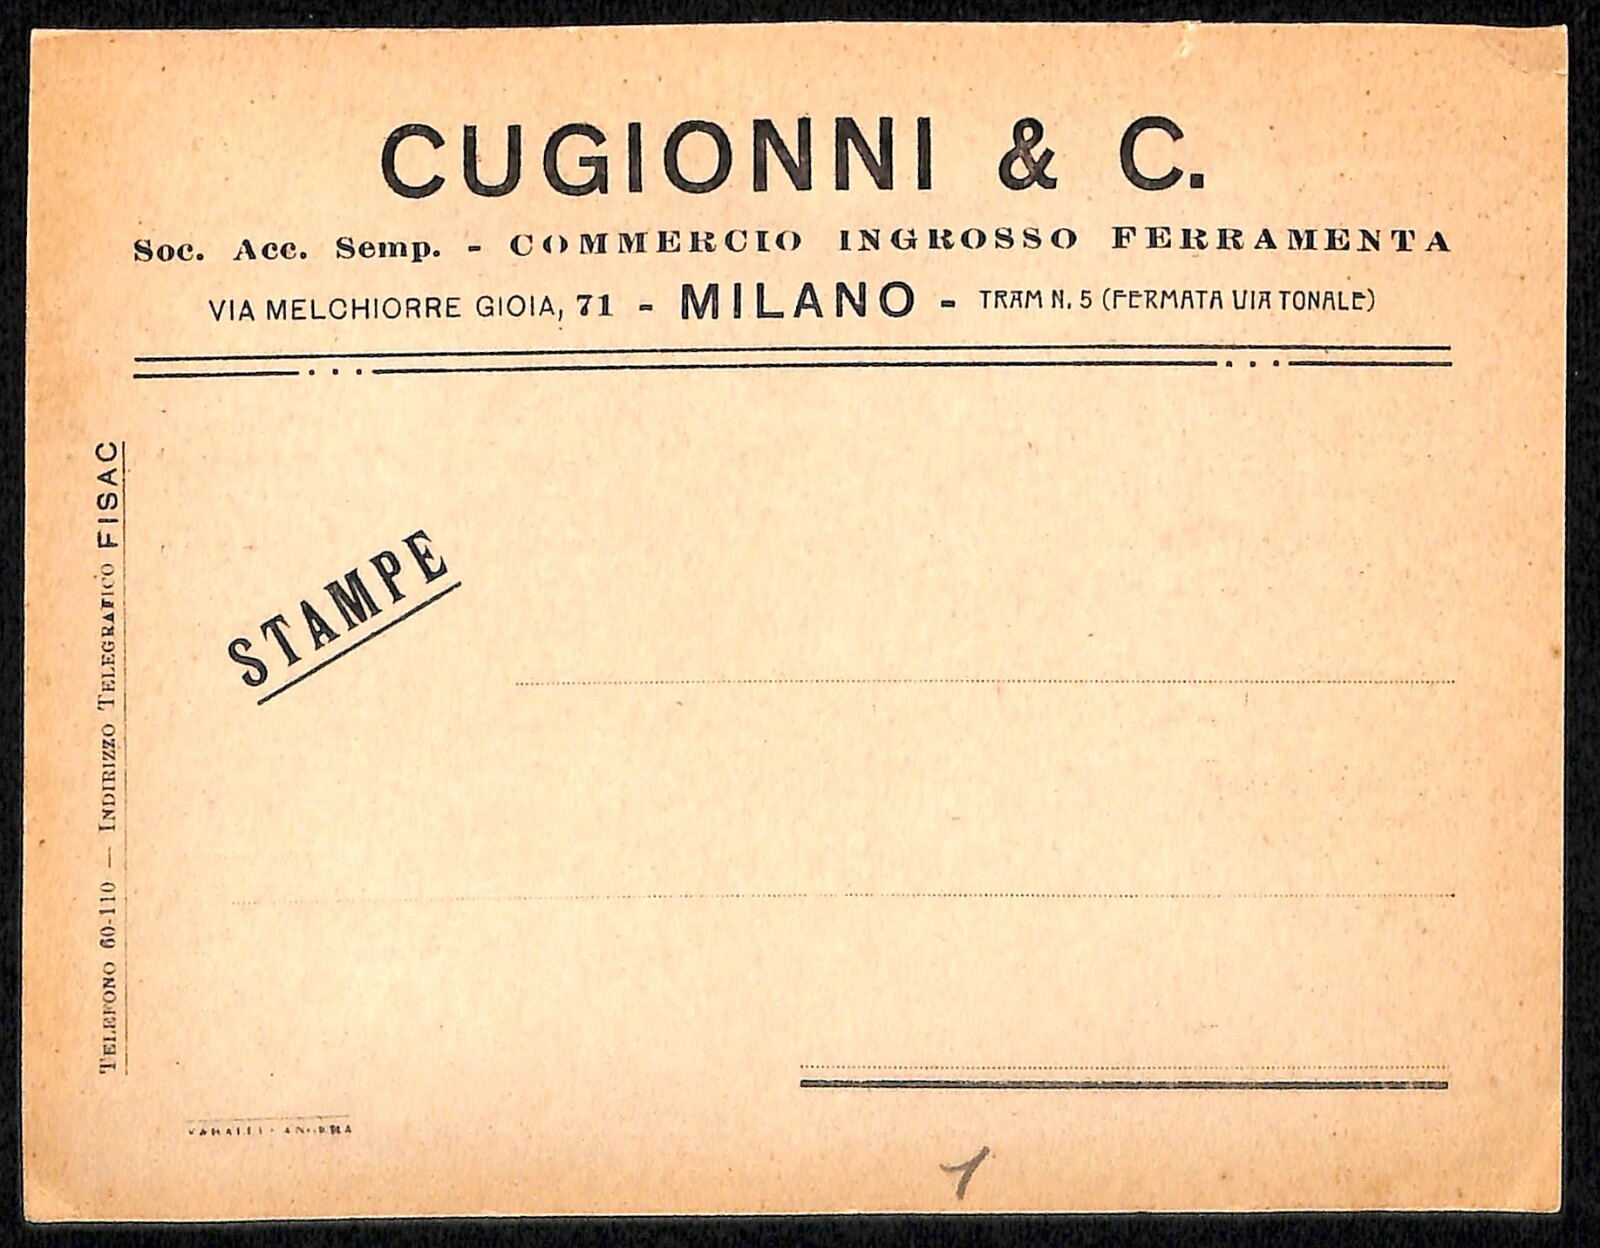 CUGIONNI & C.
Soc. Acc. Semp. - COMMERCIO INGROSSO FERRAMENTA
VIA MELCHIORRE GIOIA, 71 - MILANO - TRAM N. 5 (FERMATA VIA TONALE)
TELEFONO 60-110 — INDIRIZZO TELEGRAFICO FISAC
STAMPE
1